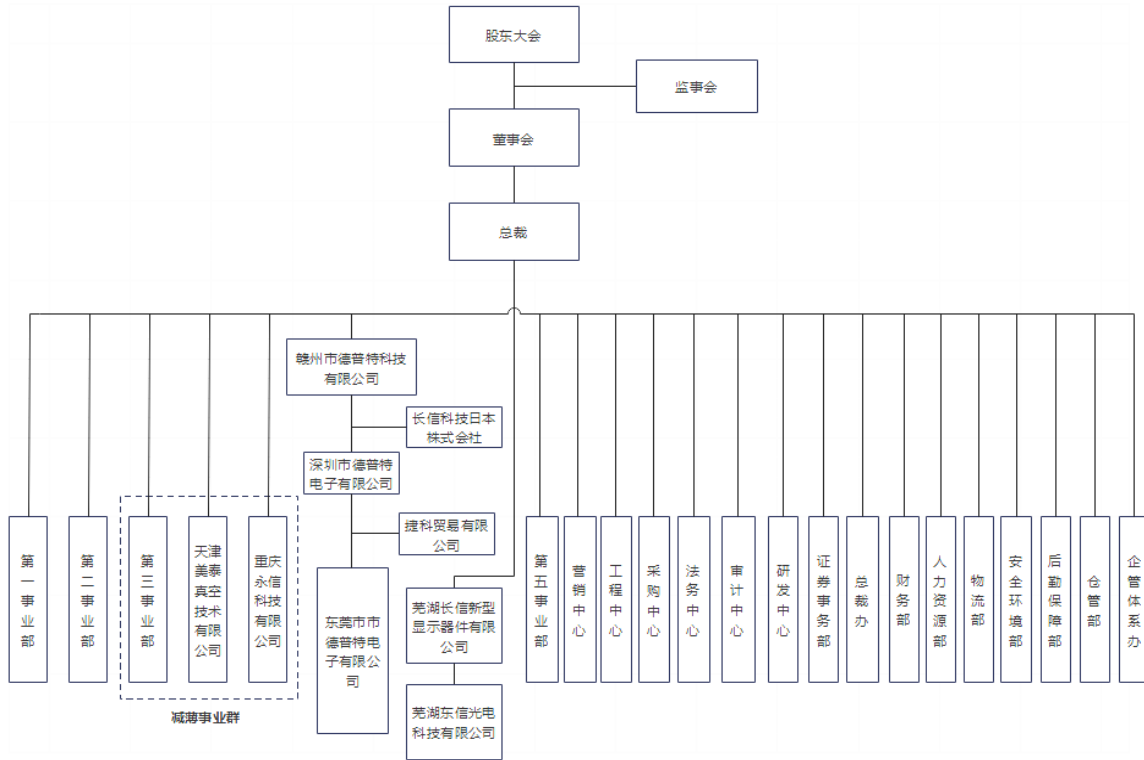 股东大会
监事会
董事会
总裁
赣州市德普特科技
有限公司
长信科技日本
株式会社
深圳市德普特
电子有限公司
捷科贸易有限
公司
东莞市市
德普特电
子有限公
司
芜湖长信新型
显示器件有限公
司
芜湖东信光电
科技有限公司
第一事业部
第二事业部
第三事业部
天津
美泰
真空
技术
有限
公司
重庆
永信
科技
有限
公司
第五事业部
营销中心
工程中心
采购中心
法务中心
审计中心
研发中心
证券事务部
总裁办
财务部
人力资源部
物流部
安全环境部
后勤保障部
仓管部
企管体系办